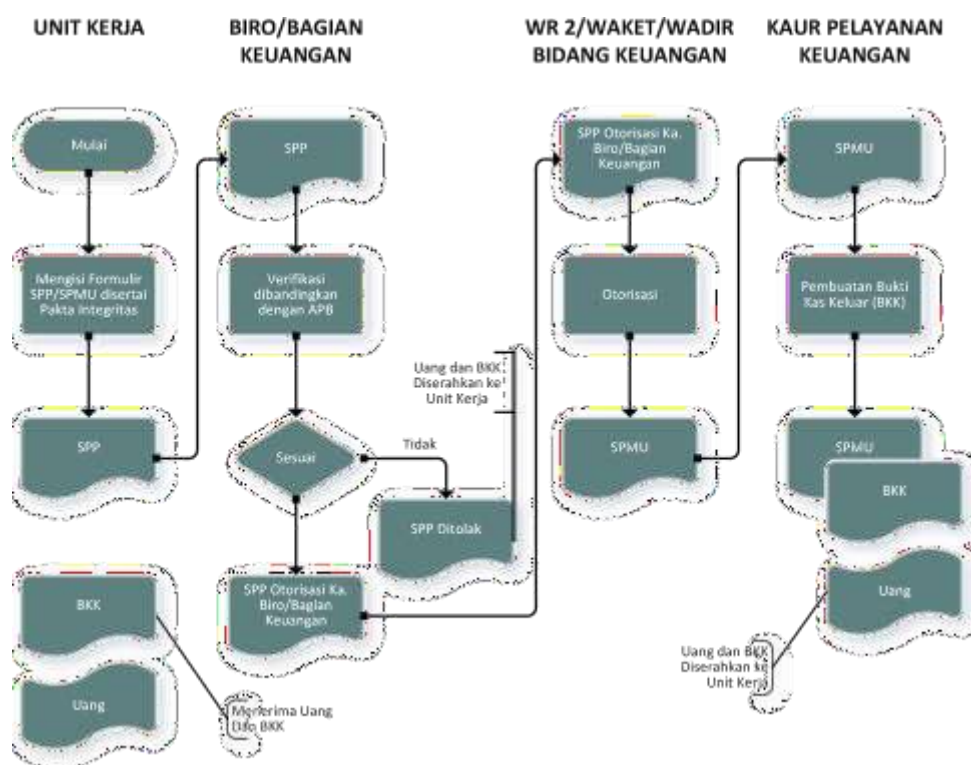 UNIT KERJA
BIRO/BAGIAN
KEUANGAN
WR 2/WAKET/WADIR
BIDANG KEUANGAN
KAUR PELAYANAN
KEUANGAN
Mulai
Mengisi Formulir
SPP/SPMU disertai
Pakta Integritas
SPP
BKK
Uang
Menerima Uang
Dan BKK
SPP
Verifikasi
dibandingkan
dengan APB
Sesuai
Tidak
SPP Ditolak
Uang dan BKK
Diserahkan ke
Unit Kerja
SPP Otorisasi Ka.
Biro/Bagian
Keuangan
SPP Otorisasi Ka.
Biro/Bagian
Keuangan
Otorisasi
SPMU
SPMU
Pembuatan Bukti
Kas Keluar (BKK)
SPMU
BKK
Uang
Uang dan BKK
Diserahkan ke
Unit Kerja